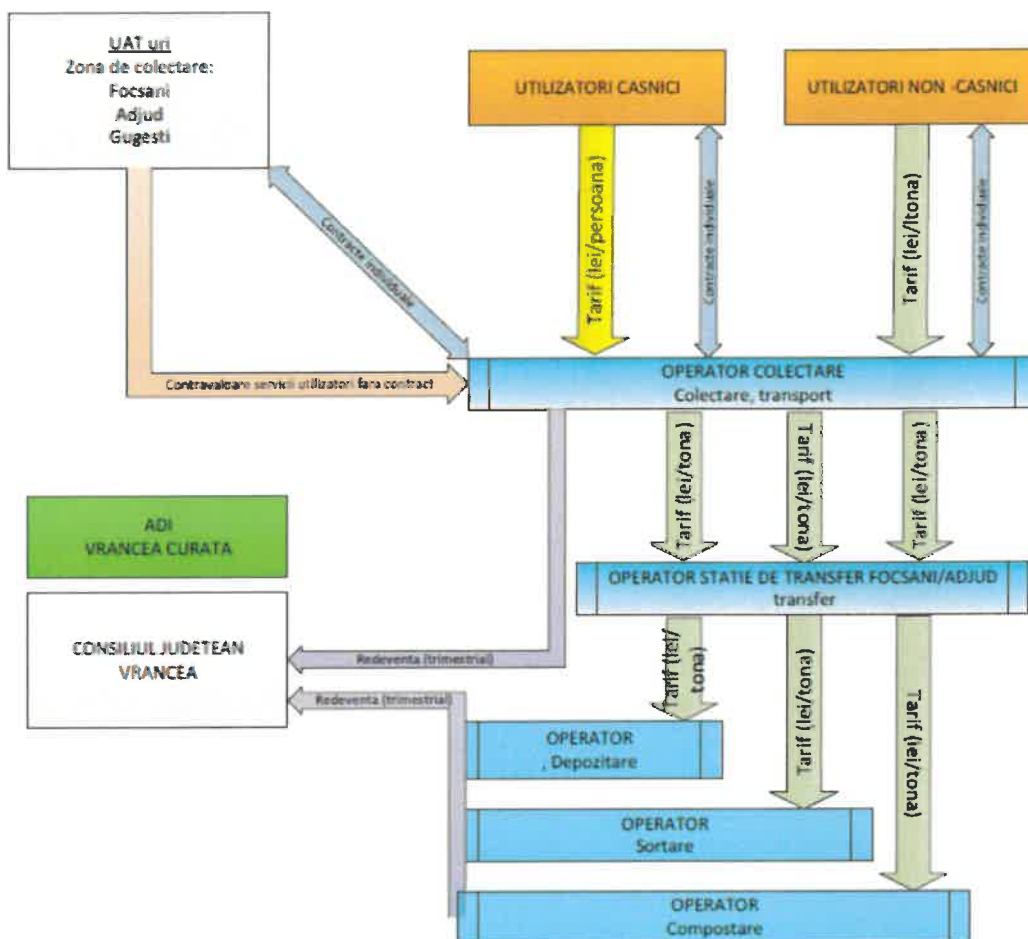 UAT uri
Zona de colectare:
Focsani
Adjud
Gugesti
UTILIZATORI CASNICI
UTILIZATORI NON -CASNICI
Tarif (lei/persoana)
Contracte individuale
Tarif (lei/ltona)
Contracte individuale
Contracte individuale
Contravaloare servicii utilizatori fara contract
OPERATOR COLECTARE
Colectare, transport
Tarif (lei/tona)
Tarif (lei/tona)
Tarif (lei/tona)
ADI
VRANCEA CURATA
OPERATOR STATIE DE TRANSFER FOCSANI/ADJUD
transfer
CONSILIUL JUDETEAN
VRANCEA
Redeventa (trimestrial)
Redeventa (trimestrial)
Tarif (lei/
tona)
Tarif (lei/tona)
Tarif (lei/tona)
OPERATOR
, Depozitare
OPERATOR
Sortare
OPERATOR
Compostare